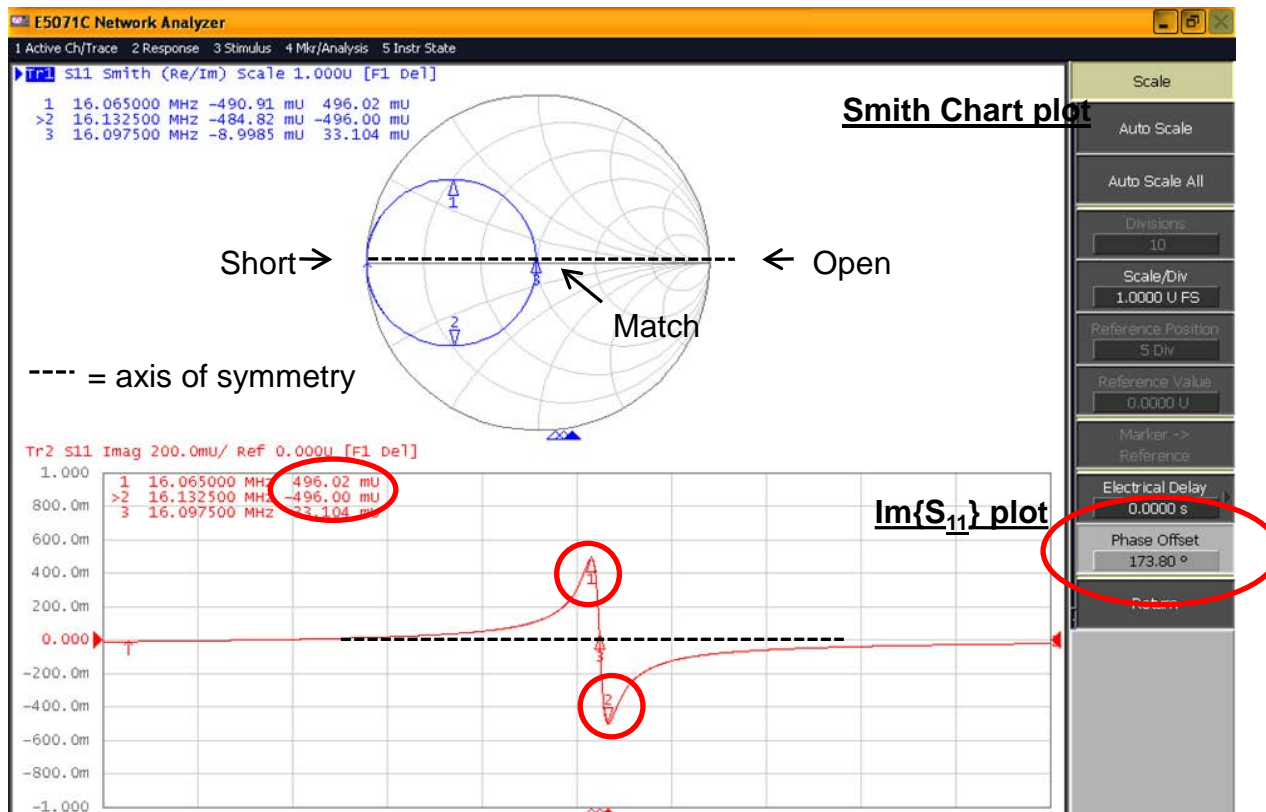 E5071C Network Analyzer
1 Active Ch/Trace 2 Response 3 Stimulus 4 Mkr/Analysis 5 Instr State
Tr1 S11 Smith (Re/Im) Scale 1.000U [F1 Del]
1 16.065000 MHz -490.91 mU 496.02 mU
>2 16.132500 MHz -484.82 mU -496.00 mU
3 16.097500 MHz -8.9985 mU 33.104 mU
Smith Chart plot
1
Short
Open
3
2
Match
---- = axis of symmetry
Tr2 S11 Imag 200.0mU/ Ref 0.000U [F1 Del]
1.000
1 16.065000 MHz 496.02 mU
>2 16.132500 MHz -496.00 mU
3 16.097500 MHz 33.104 mU
800.0m
Im{S11} plot
600.0m
400.0m
1
200.0m
0.000
3
-200.0m
2
-400.0m
-600.0m
-800.0m
-1.000
Scale
Auto Scale
Auto Scale All
Divisions
10
Scale/Div
1.0000 U FS
Reference Position
5 Div
Reference Value
0.0000 U
Marker ->
Reference
Electrical Delay
0.0000 s
Phase Offset
173.80 °
Return